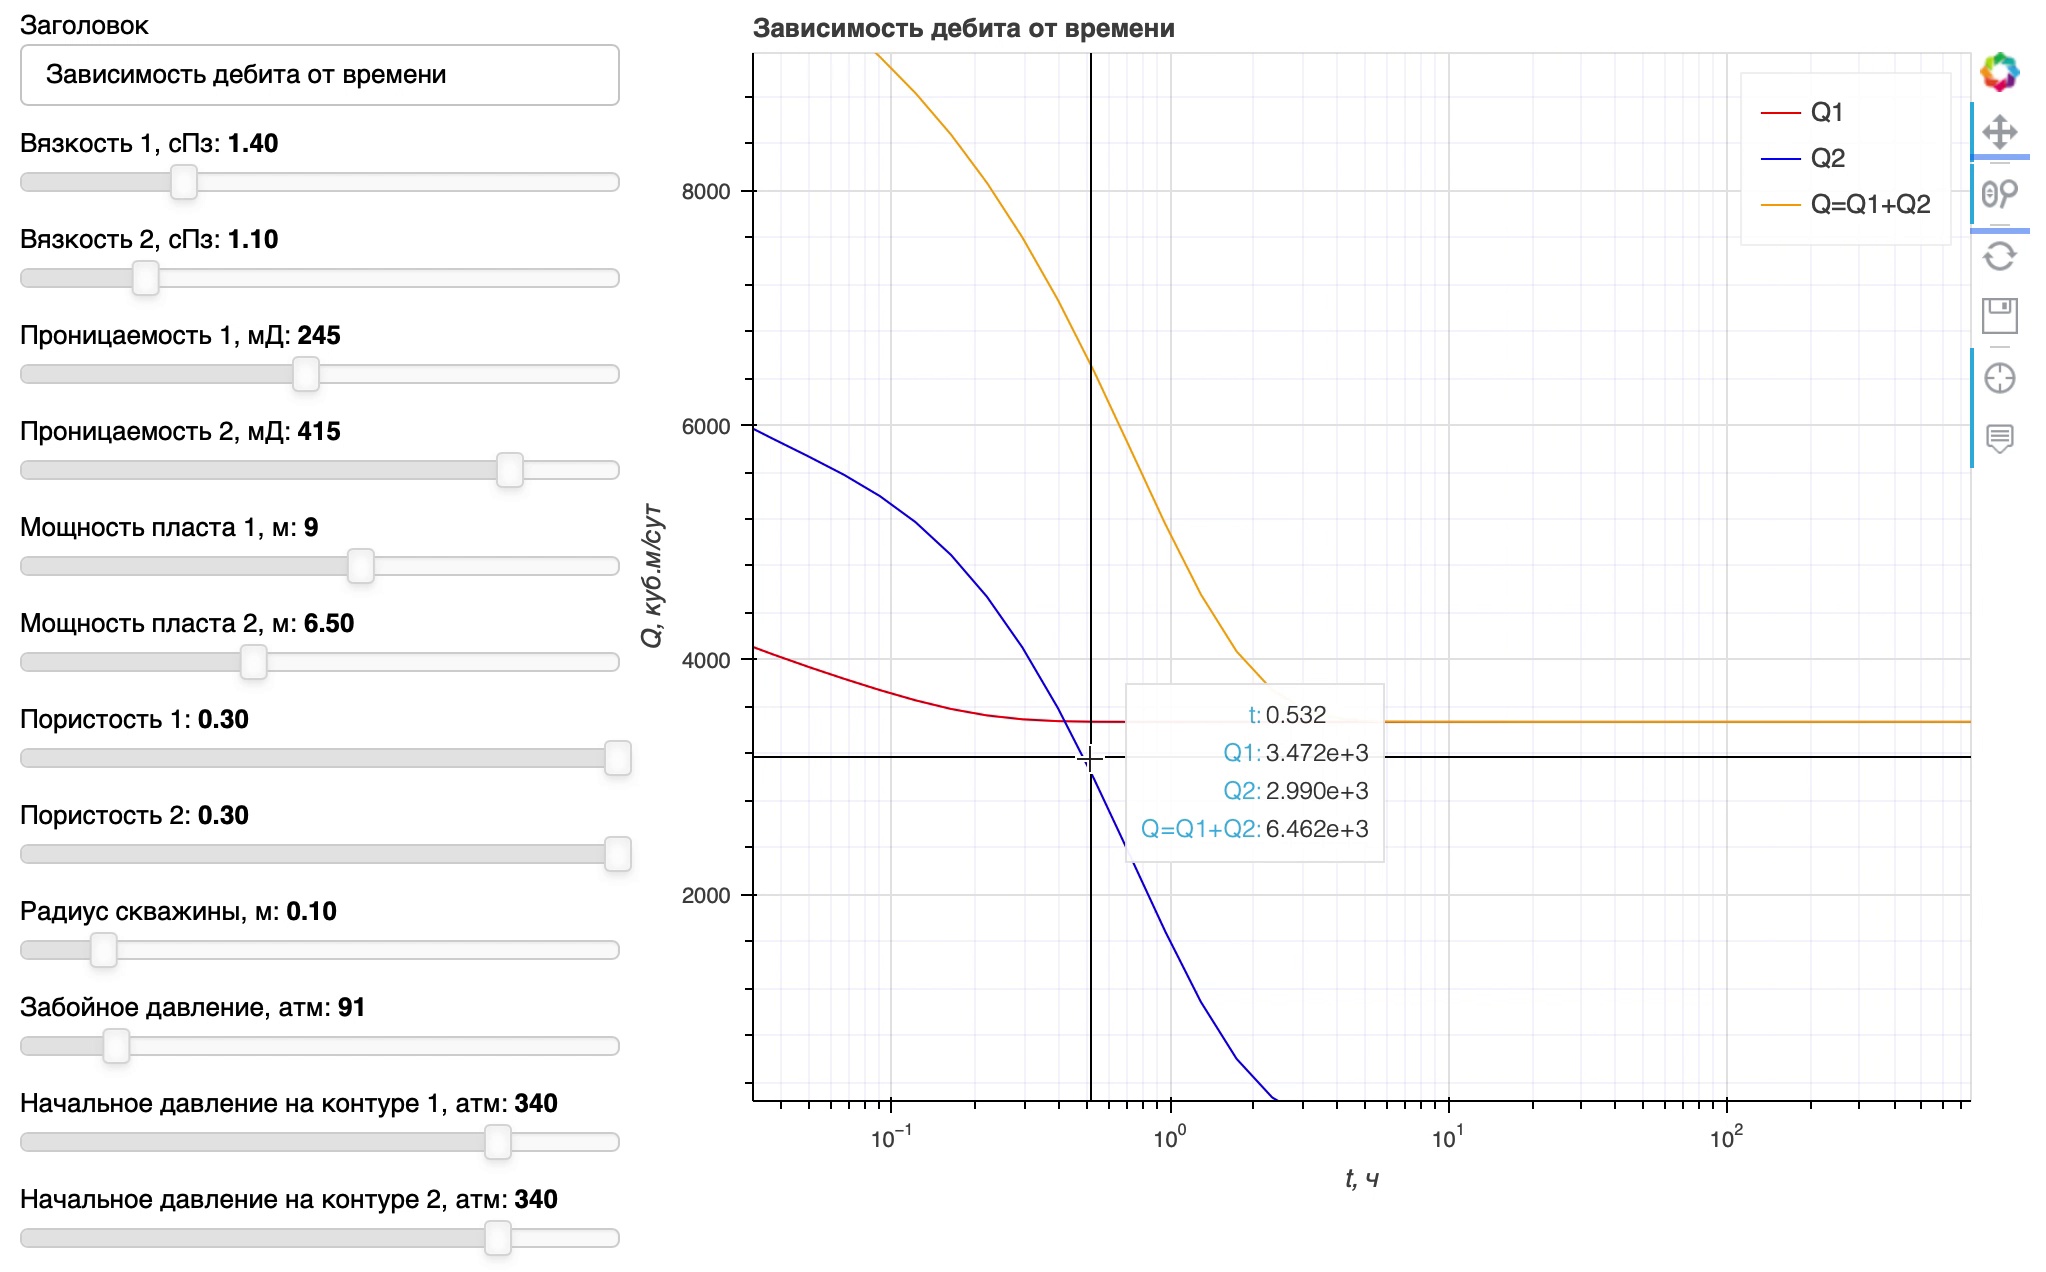 Заголовок
Зависимость дебита от времени
Вязкость 1, сПз: 1.40
Вязкость 2, сПз: 1.10
Проницаемость 1, мД: 245
Проницаемость 2, мД: 415
Мощность пласта 1, м: 9
Мощность пласта 2, м: 6.50
Пористость 1: 0.30
Пористость 2: 0.30
Радиус скважины, м: 0.10
Забойное давление, атм: 91
Начальное давление на контуре 1, атм: 340
Начальное давление на контуре 2, атм: 340
Зависимость дебита от времени
Q, куб.м/сут
8000
6000
4000
2000
Q1
Q2
Q=Q1+Q2
t: 0.532
Q1: 3.472e+3
Q2: 2.990e+3
Q=Q1+Q2: 6.462e+3
10⁻¹ 10⁰ 10¹ 10²
t, ч